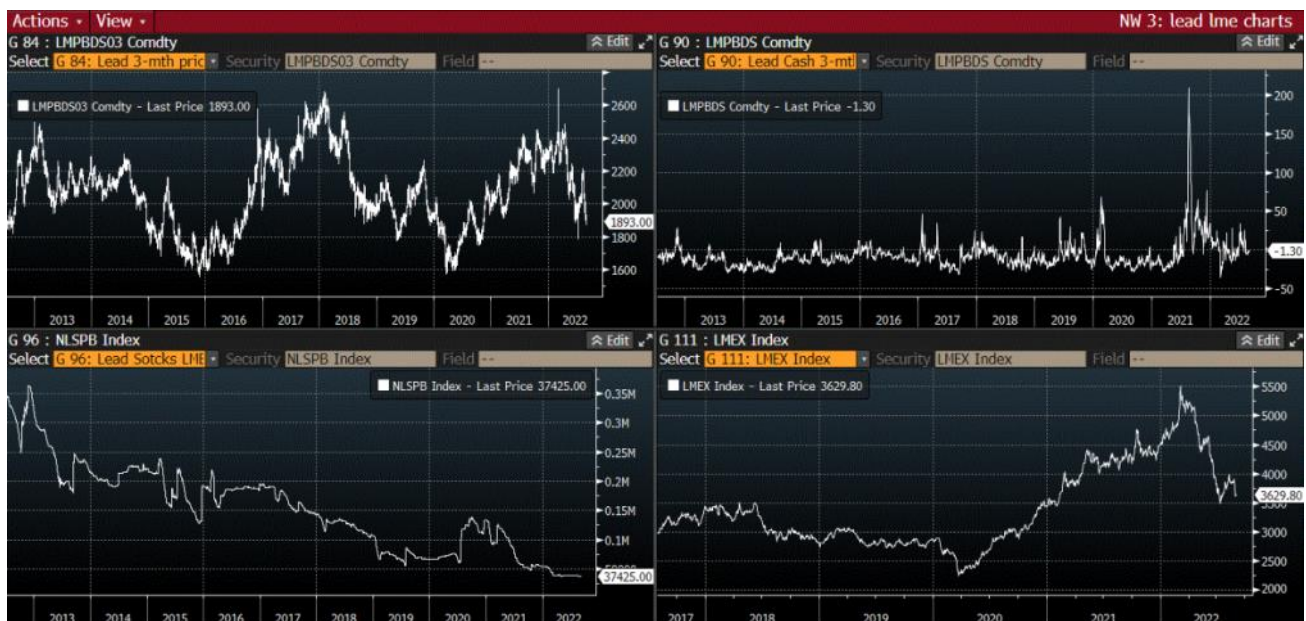 Actions View NW 3: lead lme charts
G 84 : LMPBDS03 Comdty Edit
Select G 84: Lead 3-mth pric Security LMPBDS03 Comdty Field --
LMPBDS03 Comdty - Last Price 1893.00
2600
2400
2200
2000
1893.00
1800
1600
2013 2014 2015 2016 2017 2018 2019 2020 2021 2022
G 90 : LMPBDS Comdty Edit
Select G 90: Lead Cash 3-mtl Security LMPBDS Comdty Field --
LMPBDS Comdty - Last Price -1.30
200
150
100
50
-1.30
-50
2013 2014 2015 2016 2017 2018 2019 2020 2021 2022
G 96 : NLSPB Index Edit
Select G 96: Lead Sotcks LME Security NLSPB Index Field --
NLSPB Index - Last Price 37425.00
0.35M
0.3M
0.25M
0.2M
0.15M
0.1M
37425.00
2013 2014 2015 2016 2017 2018 2019 2020 2021 2022
G 111 : LMEX Index Edit
Select G 111: LMEX Index Security LMEX Index Field --
LMEX Index - Last Price 3629.80
5500
5000
4500
4000
3629.80
3500
3000
2500
2000
2017 2018 2019 2020 2021 2022